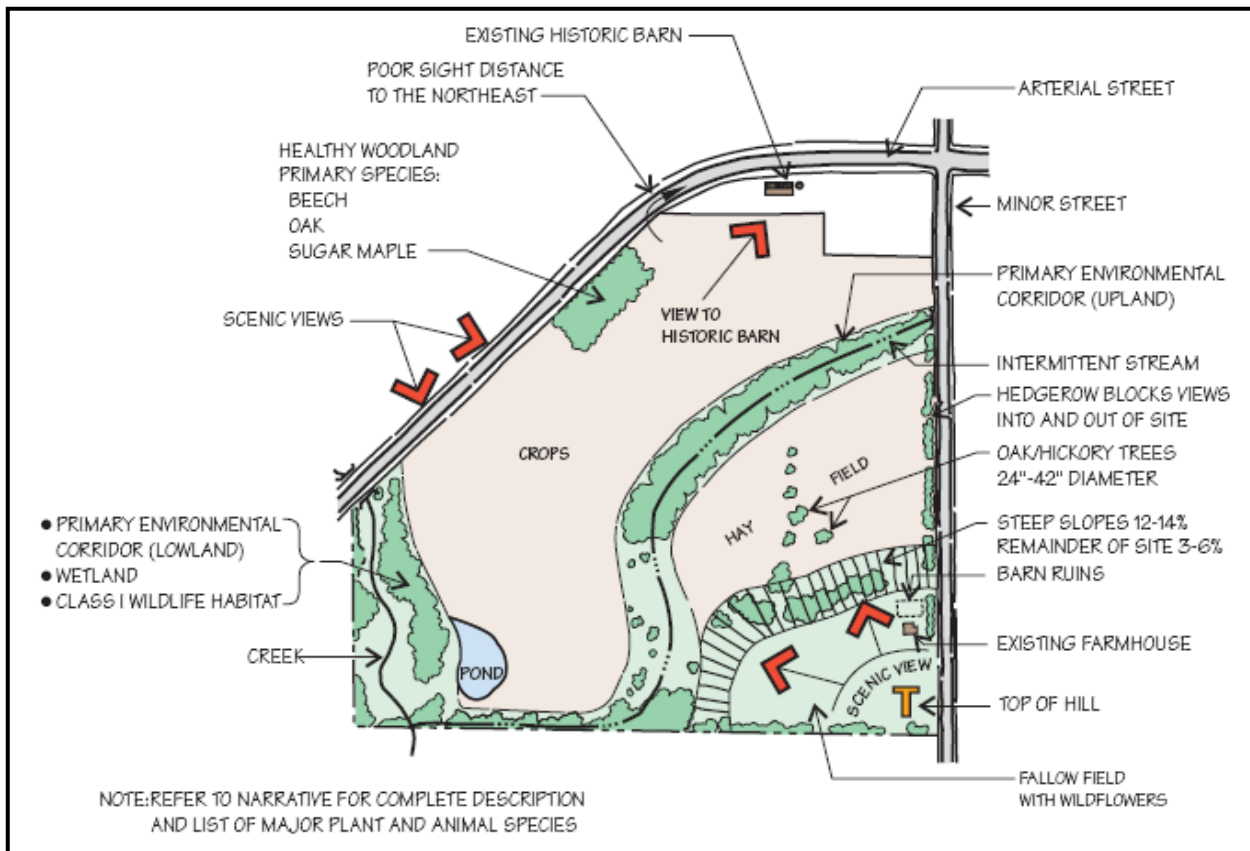 EXISTING HISTORIC BARN
POOR SIGHT DISTANCE
TO THE NORTHEAST
ARTERIAL STREET
HEALTHY WOODLAND
PRIMARY SPECIES:
BEECH
OAK
SUGAR MAPLE
MINOR STREET
SCENIC VIEWS
VIEW TO
HISTORIC BARN
PRIMARY ENVIRONMENTAL
CORRIDOR (UPLAND)
INTERMITTENT STREAM
HEDGEROW BLOCKS VIEWS
INTO AND OUT OF SITE
CROPS
OAK/HICKORY TREES
24"-42" DIAMETER
HAY FIELD
STEEP SLOPES 12-14%
REMAINDER OF SITE 3-6%
● PRIMARY ENVIRONMENTAL
CORRIDOR (LOWLAND)
● WETLAND
● CLASS I WILDLIFE HABITAT
BARN RUINS
EXISTING FARMHOUSE
CREEK
POND
SCENIC VIEW
T
TOP OF HILL
FALLOW FIELD
WITH WILDFLOWERS
NOTE:REFER TO NARRATIVE FOR COMPLETE DESCRIPTION
AND LIST OF MAJOR PLANT AND ANIMAL SPECIES